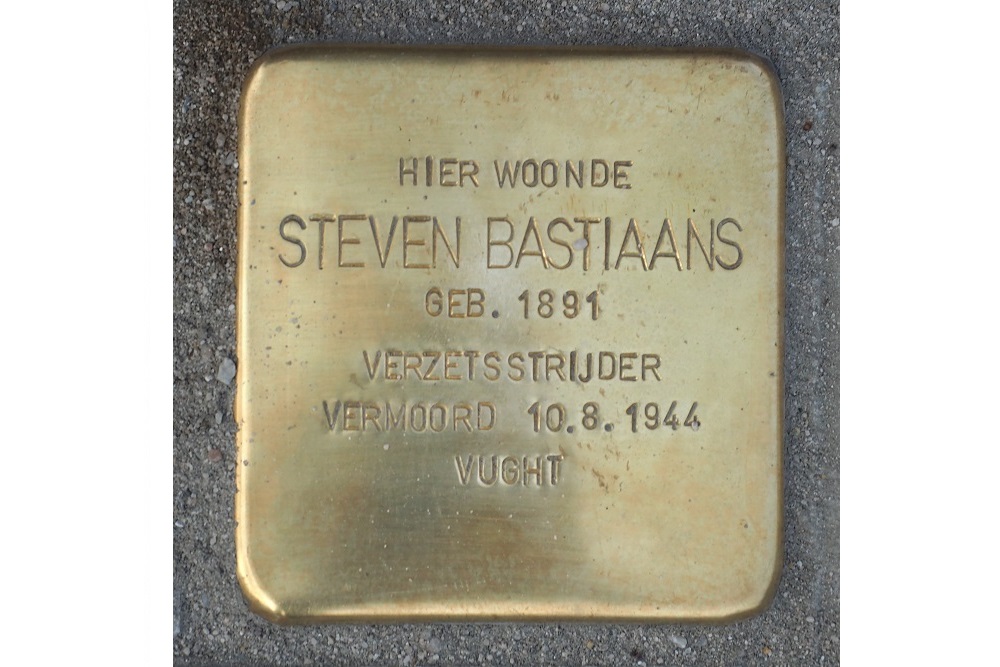 HIER WOONDE
STEVEN BASTIAANS
GEB. 1891
VERZETSSTRIJDER
VERMOORD 10.8.1944
VUGHT